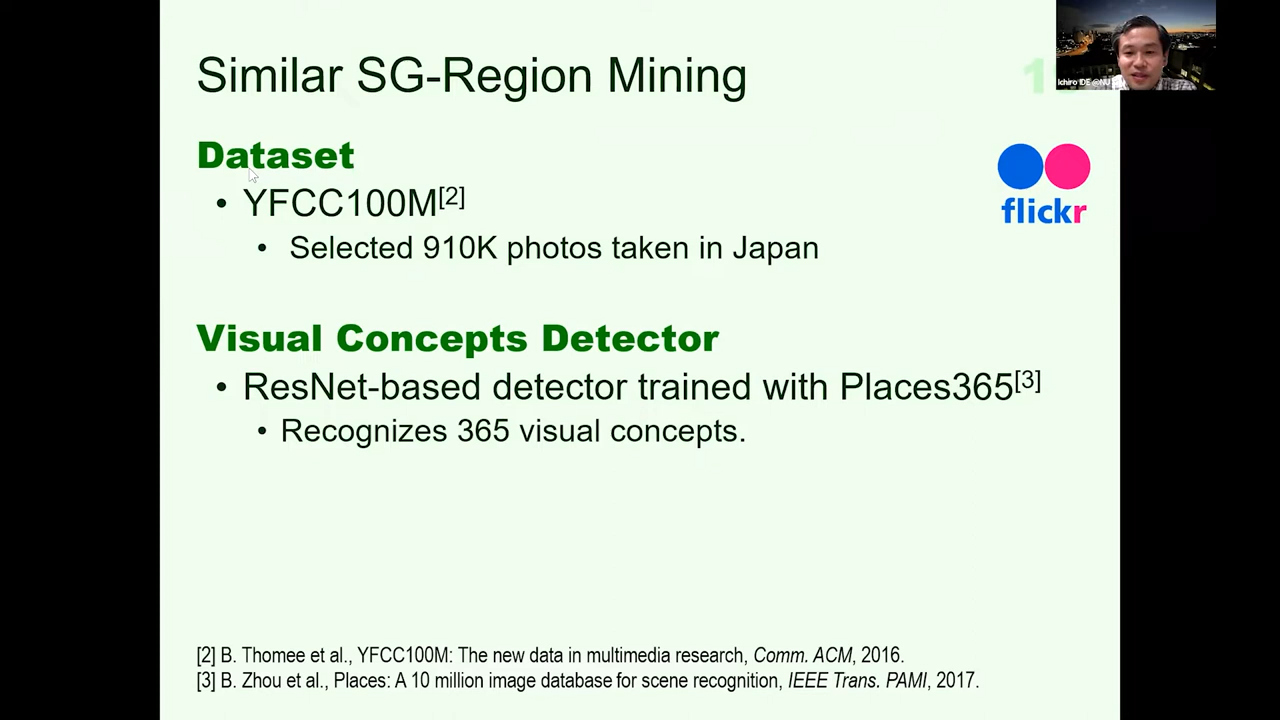 Similar SG-Region Mining
Ichiro IDE @NU
Dataset
• YFCC100M[2]
• Selected 910K photos taken in Japan
flickr
Visual Concepts Detector
• ResNet-based detector trained with Places365[3]
• Recognizes 365 visual concepts.
[2] B. Thomee et al., YFCC100M: The new data in multimedia research, Comm. ACM, 2016.
[3] B. Zhou et al., Places: A 10 million image database for scene recognition, IEEE Trans. PAMI, 2017.